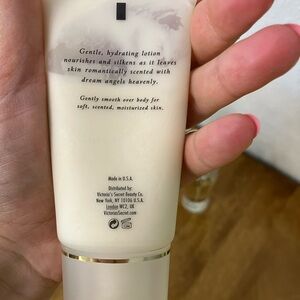 Gentle, hydrating lotion
nourishes and silkens as it leaves
skin romantically scented with
dream angels heavenly.
Gently smooth over body for
soft, scented, moisturized skin.
Made in U.S.A.
Distributed by:
Victoria's Secret Beauty Co.
New York, NY 10106 U.S.A.
London WC2, UK
VictoriasSecret.com